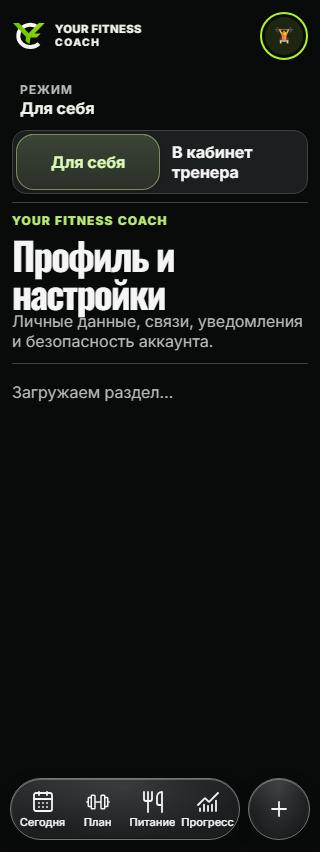 YOUR FITNESS
COACH
РЕЖИМ
Для себя
Для себя
В кабинет
тренера
YOUR FITNESS COACH
Профиль и
настройки
Личные данные, связи, уведомления
и безопасность аккаунта.
Загружаем раздел...
Сегодня План Питание Прогресс